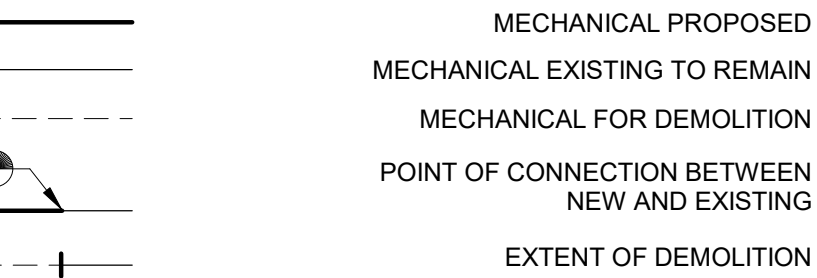 MECHANICAL PROPOSED
MECHANICAL EXISTING TO REMAIN
MECHANICAL FOR DEMOLITION
POINT OF CONNECTION BETWEEN
NEW AND EXISTING
EXTENT OF DEMOLITION